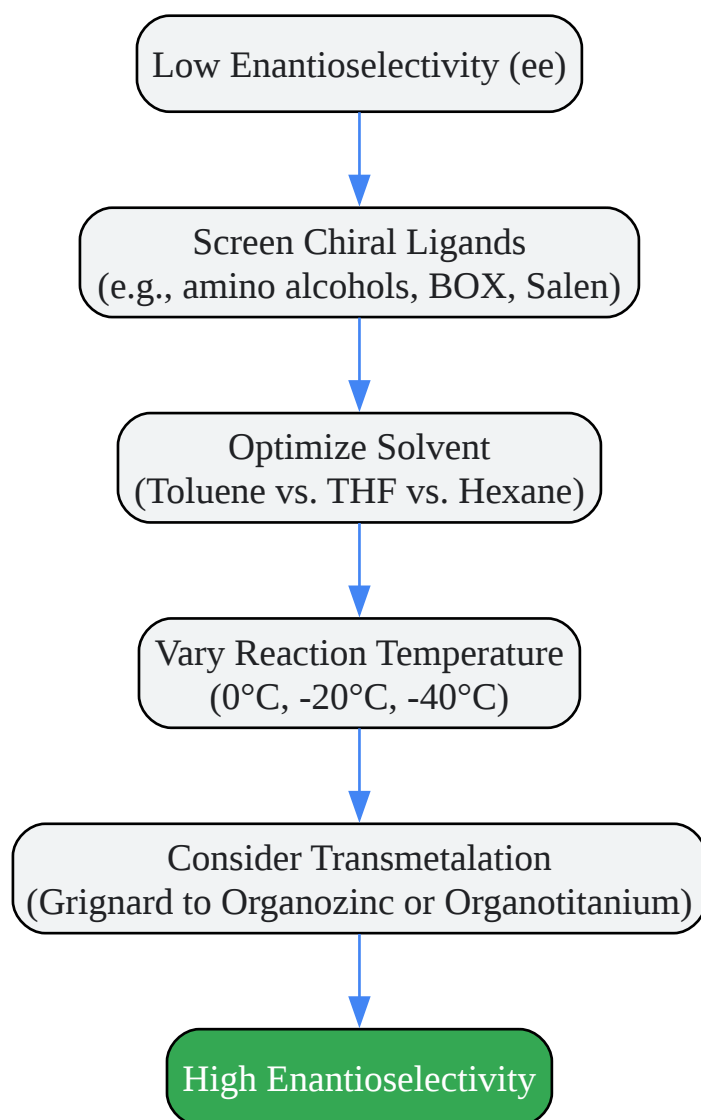 Low Enantioselectivity (ee)
Screen Chiral Ligands
(e.g., amino alcohols, BOX, Salen)
Optimize Solvent
(Toluene vs. THF vs. Hexane)
Vary Reaction Temperature
(0°C, -20°C, -40°C)
Consider Transmetalation
(Grignard to Organozinc or Organotitanium)
High Enantioselectivity